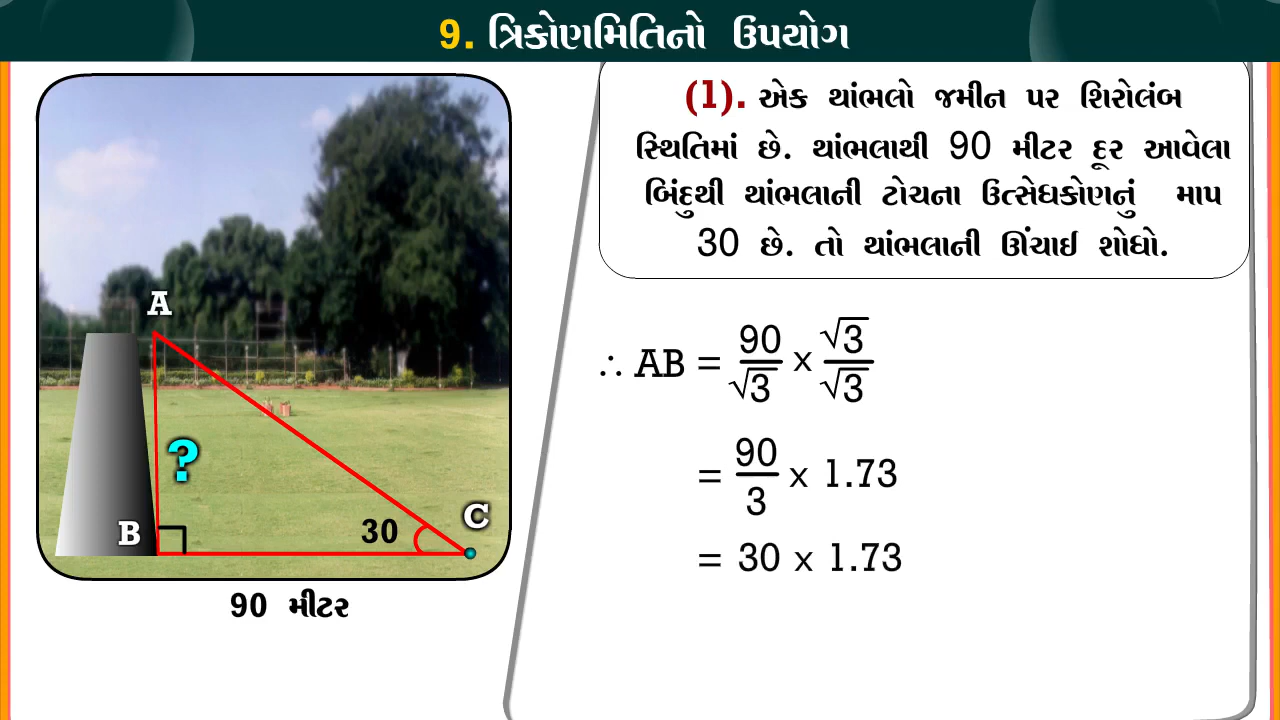 9. ત્રિકોણમિતિનો ઉપયોગ
(1). એક થાંભલો જમીન પર શિરોલંબ
સ્થિતિમાં છે. થાંભલાથી 90 મીટર દૂર આવેલા
બિંદુથી થાંભલાની ટોચના ઉત્સેધકોણનું માપ
30 છે. તો થાંભલાની ઊંચાઈ શોધો.
A
?
B
30
C
90 મીટર
∴ AB = 90/√3 x √3/√3
= 90/3 x 1.73
= 30 x 1.73